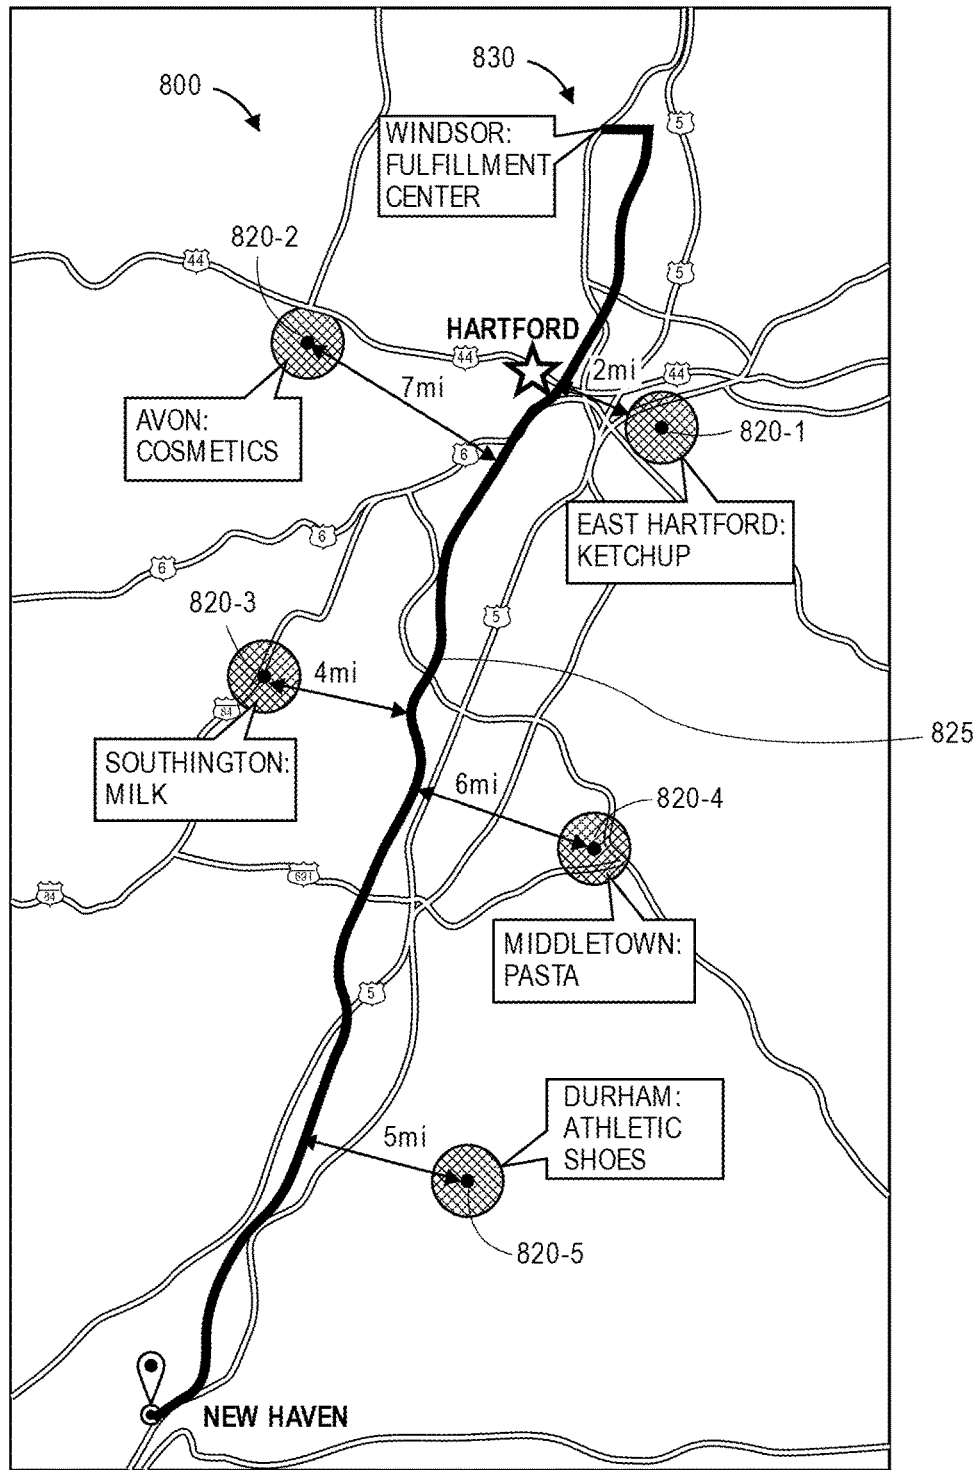 800
830
WINDSOR:
FULFILLMENT
CENTER
5
820-2
44
5
HARTFORD
44
2mi
44
7mi
AVON:
COSMETICS
820-1
6
EAST HARTFORD:
KETCHUP
6
6
820-3
5
4mi
84
825
SOUTHINGTON:
MILK
6mi
820-4
691
84
MIDDLETOWN:
PASTA
5
DURHAM:
ATHLETIC
SHOES
5mi
820-5
NEW HAVEN